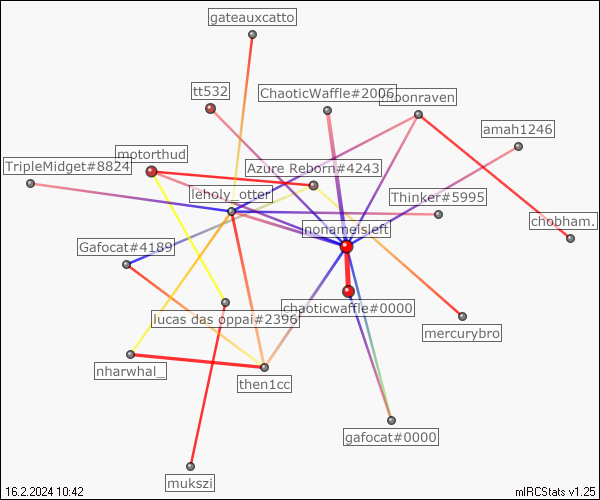 gateauxcatto
tt532
ChaoticWaffle#2006
moonraven
amah1246
motorthud
TripleMidget#8824
Azure Reborn#4243
leholy_otter
Thinker#5995
chobham.
nonameisleft
Gafocat#4189
chaoticwaffle#0000
lucas das oppai#2396
mercurybro
nharwhal_
then1cc
gafocat#0000
mukszi
16.2.2024 10:42
mIRCStats v1.25